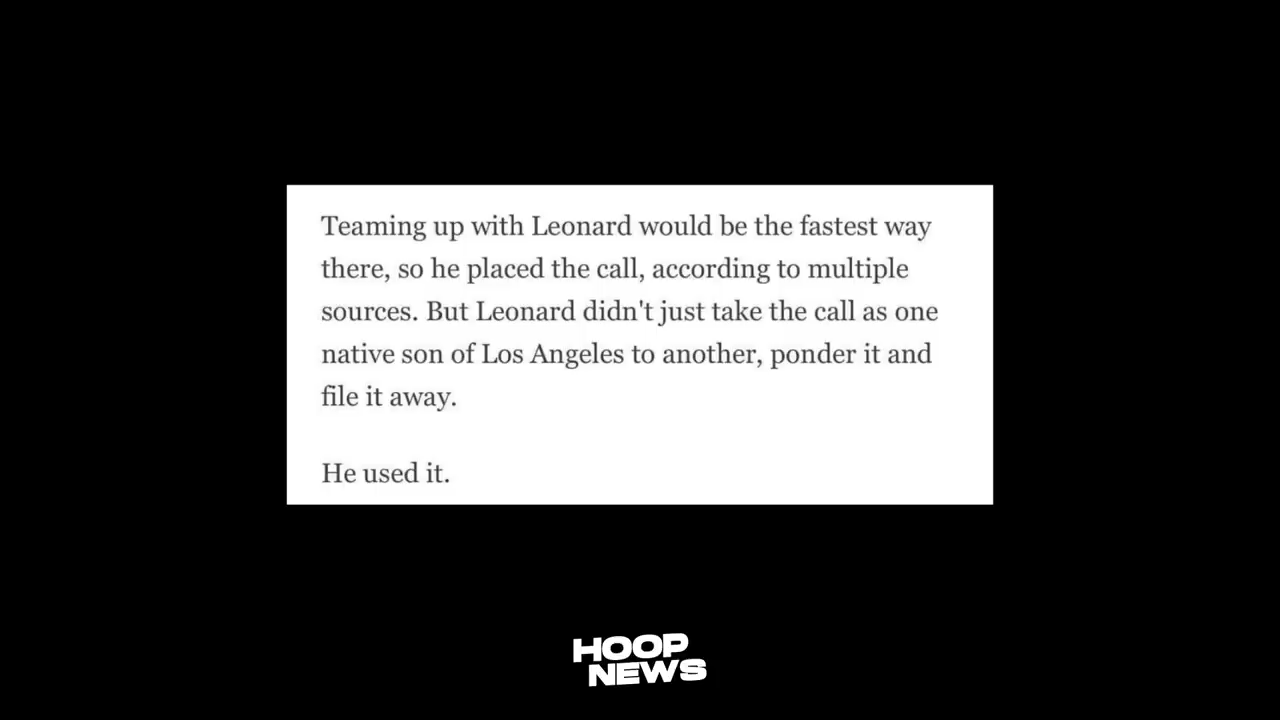 Teaming up with Leonard would be the fastest way
there, so he placed the call, according to multiple
sources. But Leonard didn't just take the call as one
native son of Los Angeles to another, ponder it and
file it away.
He used it.
HOOP
NEWS